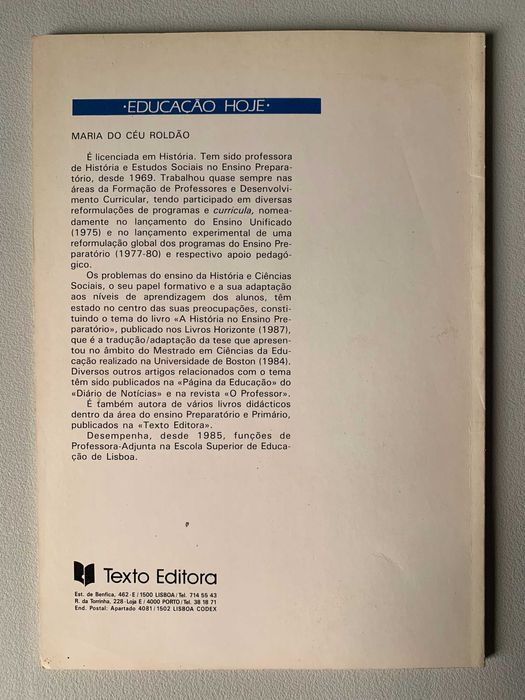 ·EDUCAÇÃO HOJE·
MARIA DO CÉU ROLDÃO
É licenciada em História. Tem sido professora
de História e Estudos Sociais no Ensino Prepara-
tório, desde 1969. Trabalhou quase sempre nas
áreas da Formação de Professores e Desenvolvi-
mento Curricular, tendo participado em diversas
reformulações de programas e curricula, nomea-
damente no lançamento do Ensino Unificado
(1975) e no lançamento experimental de uma
reformulação global dos programas do Ensino Pre-
paratório (1977-80) e respectivo apoio pedagó-
gico.
Os problemas do ensino da História e Ciências
Sociais, o seu papel formativo e a sua adaptação
aos níveis de aprendizagem dos alunos, têm
estado no centro das suas preocupações, consti-
tuindo o tema do livro «A História no Ensino Pre-
paratório», publicado nos Livros Horizonte (1987),
que é a tradução/adaptação da tese que apresen-
tou no âmbito do Mestrado em Ciências da Edu-
cação realizado na Universidade de Boston (1984).
Diversos outros artigos relacionados com o tema
têm sido publicados na «Página da Educação» do
«Diário de Notícias» e na revista «O Professor».
É também autora de vários livros didácticos
dentro da área do ensino Preparatório e Primário,
publicados na «Texto Editora».
Desempenha, desde 1985, funções de
Professora-Adjunta na Escola Superior de Educa-
ção de Lisboa.
Texto Editora
Est. de Benfica, 462-E / 1500 LISBOA / Tel. 714 55 43
R. da Torrinha, 228-Loja E / 4000 PORTO / Tel. 38 18 71
End. Postal: Apartado 4081 / 1502 LISBOA CODEX